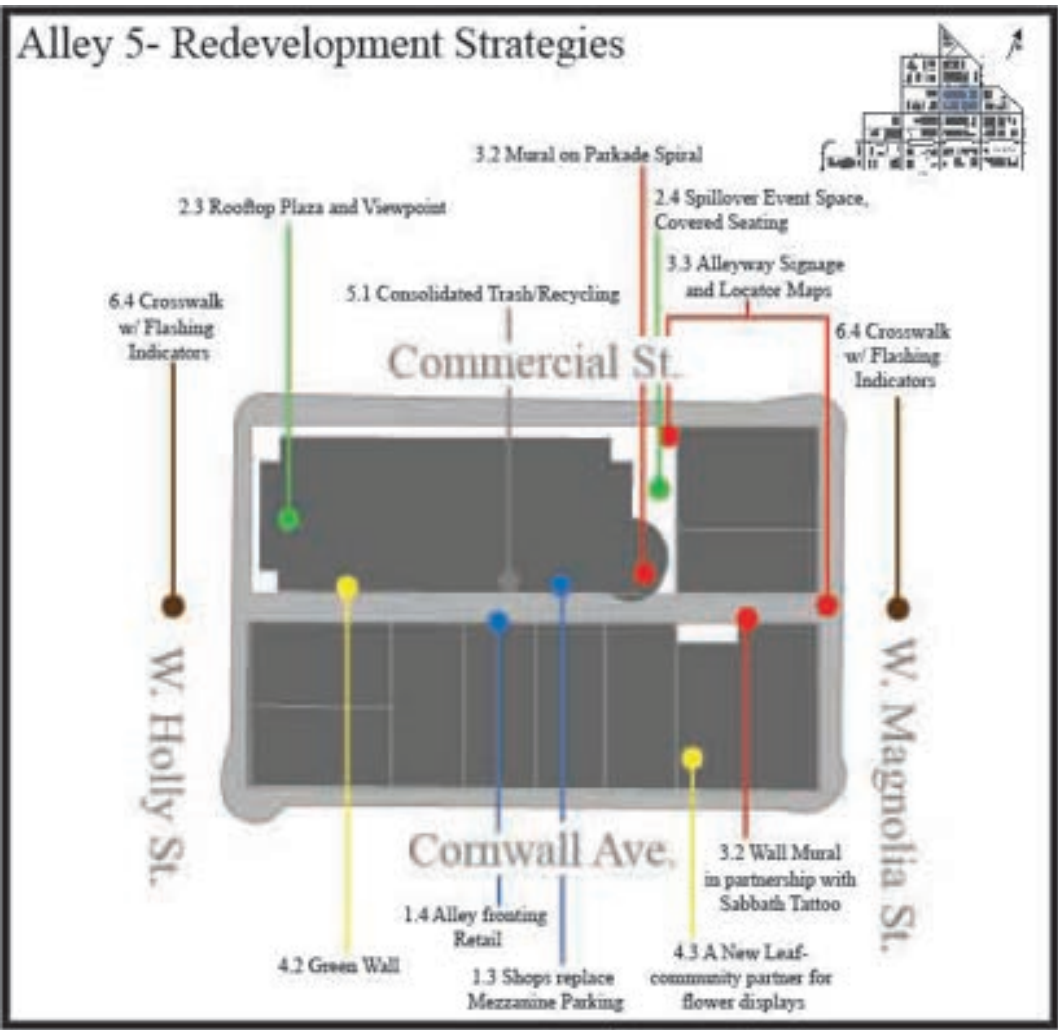 Alley 5- Redevelopment Strategies
3.2 Mural on Parkade Spiral
2.3 Rooftop Plaza and Viewpoint
2.4 Spillover Event Space,
Covered Seating
3.3 Alleyway Signage
and Locator Maps
5.1 Consolidated Trash/Recycling
6.4 Crosswalk
w/ Flashing
Indicators
6.4 Crosswalk
w/ Flashing
Indicators
Commercial St.
W. Holly St.
W. Magnolia St.
Cornwall Ave.
3.2 Wall Mural
in partnership with
Sabbath Tattoo
1.4 Alley fronting
Retail
4.2 Green Wall
1.3 Shops replace
Mezzanine Parking
4.3 A New Leaf-
community partner for
flower displays